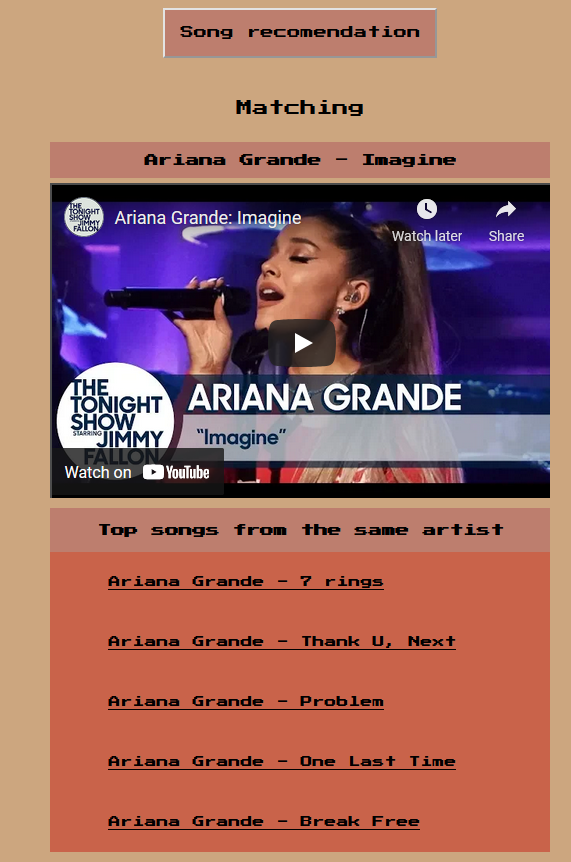 Song recomendation
Matching
Ariana Grande - Imagine
THE TONIGHT SHOW STARRING JIMMY FALLON
Ariana Grande: Imagine
Watch later
Share
THE
TONIGHT
SHOW
STARRING JIMMY
FALLON
ARIANA GRANDE
"Imagine"
Watch on YouTube
Top songs from the same artist
Ariana Grande - 7 rings
Ariana Grande - Thank U, Next
Ariana Grande - Problem
Ariana Grande - One Last Time
Ariana Grande - Break Free